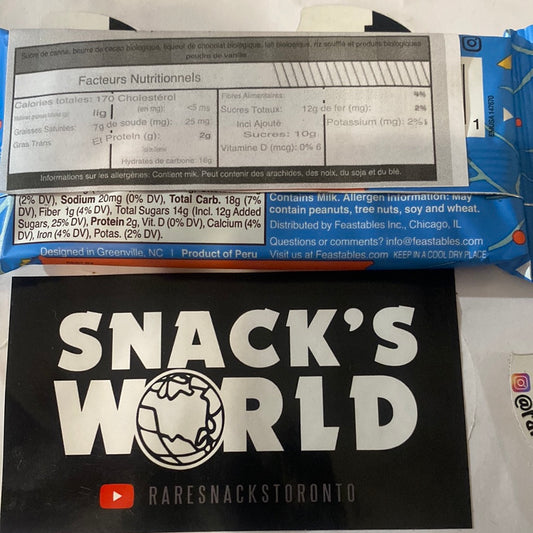 Sucre de canne, beurre de cacao biologique, liqueur de chocolat biologique, lait biologique, riz soufflé et produits biologiques
poudre de vanille
Facteurs Nutritionnels
Calories totales: 170 Cholestérol
(en mg): <5 ms
11g
Graisses Saturées: 7g de soude (mg): 25 mg
Gras Trans Et Protein (g): 2g
Hydrates de carbone: 16g
Fibres Alimentaires: 4%
Sucres Totaux: 12g de fer (mg): 2%
Inci Ajouté Potassium (mg): 2%
Sucres: 10g
Vitamine D (mcg): 0% 6
Informations sur les allergènes: Contient milk. Peut contenir des arachides, des noix, du soja et du blé.
1
(2% DV), Sodium 20mg (0% DV), Total Carb. 18g (7%
DV), Fiber 1g (4% DV), Total Sugars 14g (Incl. 12g Added
Sugars, 25% DV), Protein 2g, Vit. D (0% DV), Calcium (4%
DV), Iron (4% DV), Potas. (2% DV).
Contains Milk. Allergen Information: May
contain peanuts, tree nuts, soy and wheat.
Distributed by Feastables Inc., Chicago, IL
Questions or comments? info@feastables.com
Visit us at Feastables.com KEEP IN A COOL DRY PLACE
Designed in Greenville, NC | Product of Peru
SNACK'S
WORLD
RARESNACKSTORONTO